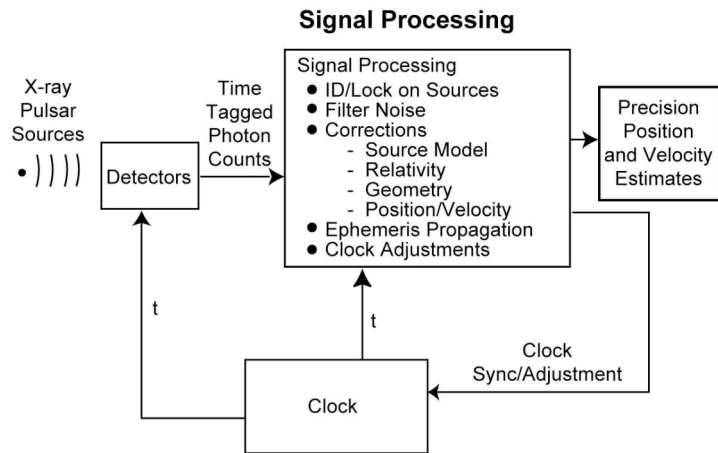 Signal Processing
X-ray
Pulsar
Sources
Detectors
Time
Tagged
Photon
Counts
Signal Processing
● ID/Lock on Sources
● Filter Noise
● Corrections
- Source Model
- Relativity
- Geometry
- Position/Velocity
● Ephemeris Propagation
● Clock Adjustments
Precision
Position
and Velocity
Estimates
t
t
Clock
Sync/Adjustment
Clock